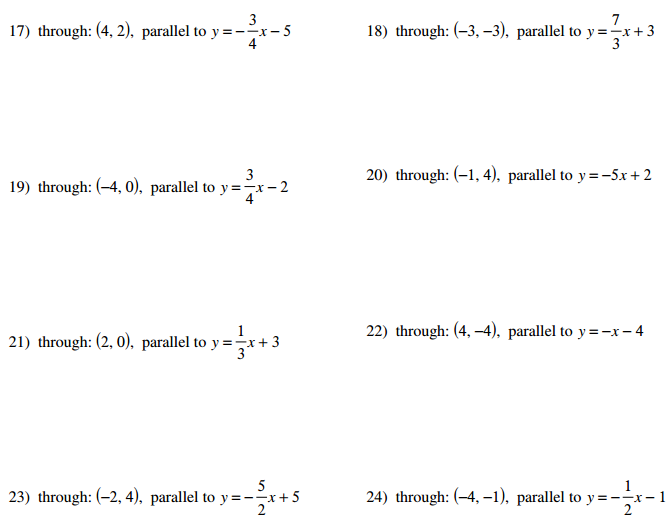 17) through: (4, 2), parallel to y = -3/4x - 5
18) through: (-3, -3), parallel to y = 7/3x + 3
19) through: (-4, 0), parallel to y = 3/4x - 2
20) through: (-1, 4), parallel to y = -5x + 2
21) through: (2, 0), parallel to y = 1/3x + 3
22) through: (4, -4), parallel to y = -x - 4
23) through: (-2, 4), parallel to y = -5/2x + 5
24) through: (-4, -1), parallel to y = -1/2x - 1